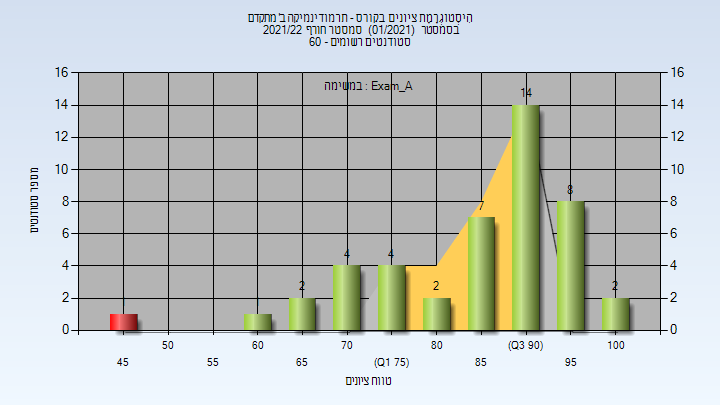 היסטוגרמת ציונים בקורס - תרמודינמיקה ב' מתקדם
בסמסטר (01/2021) סמסטר חורף 2021/22
סטודנטים רשומים - 60
במשימה : Exam_A
מספר סטודנטים
16 16
14 14
12 12
10 10
8 8
6 6
4 4
2 2
0 0
2 4 4 2 7 14 8 2
45 50 55 60 65 70 (Q1 75) 80 85 (Q3 90) 95 100
טווח ציונים